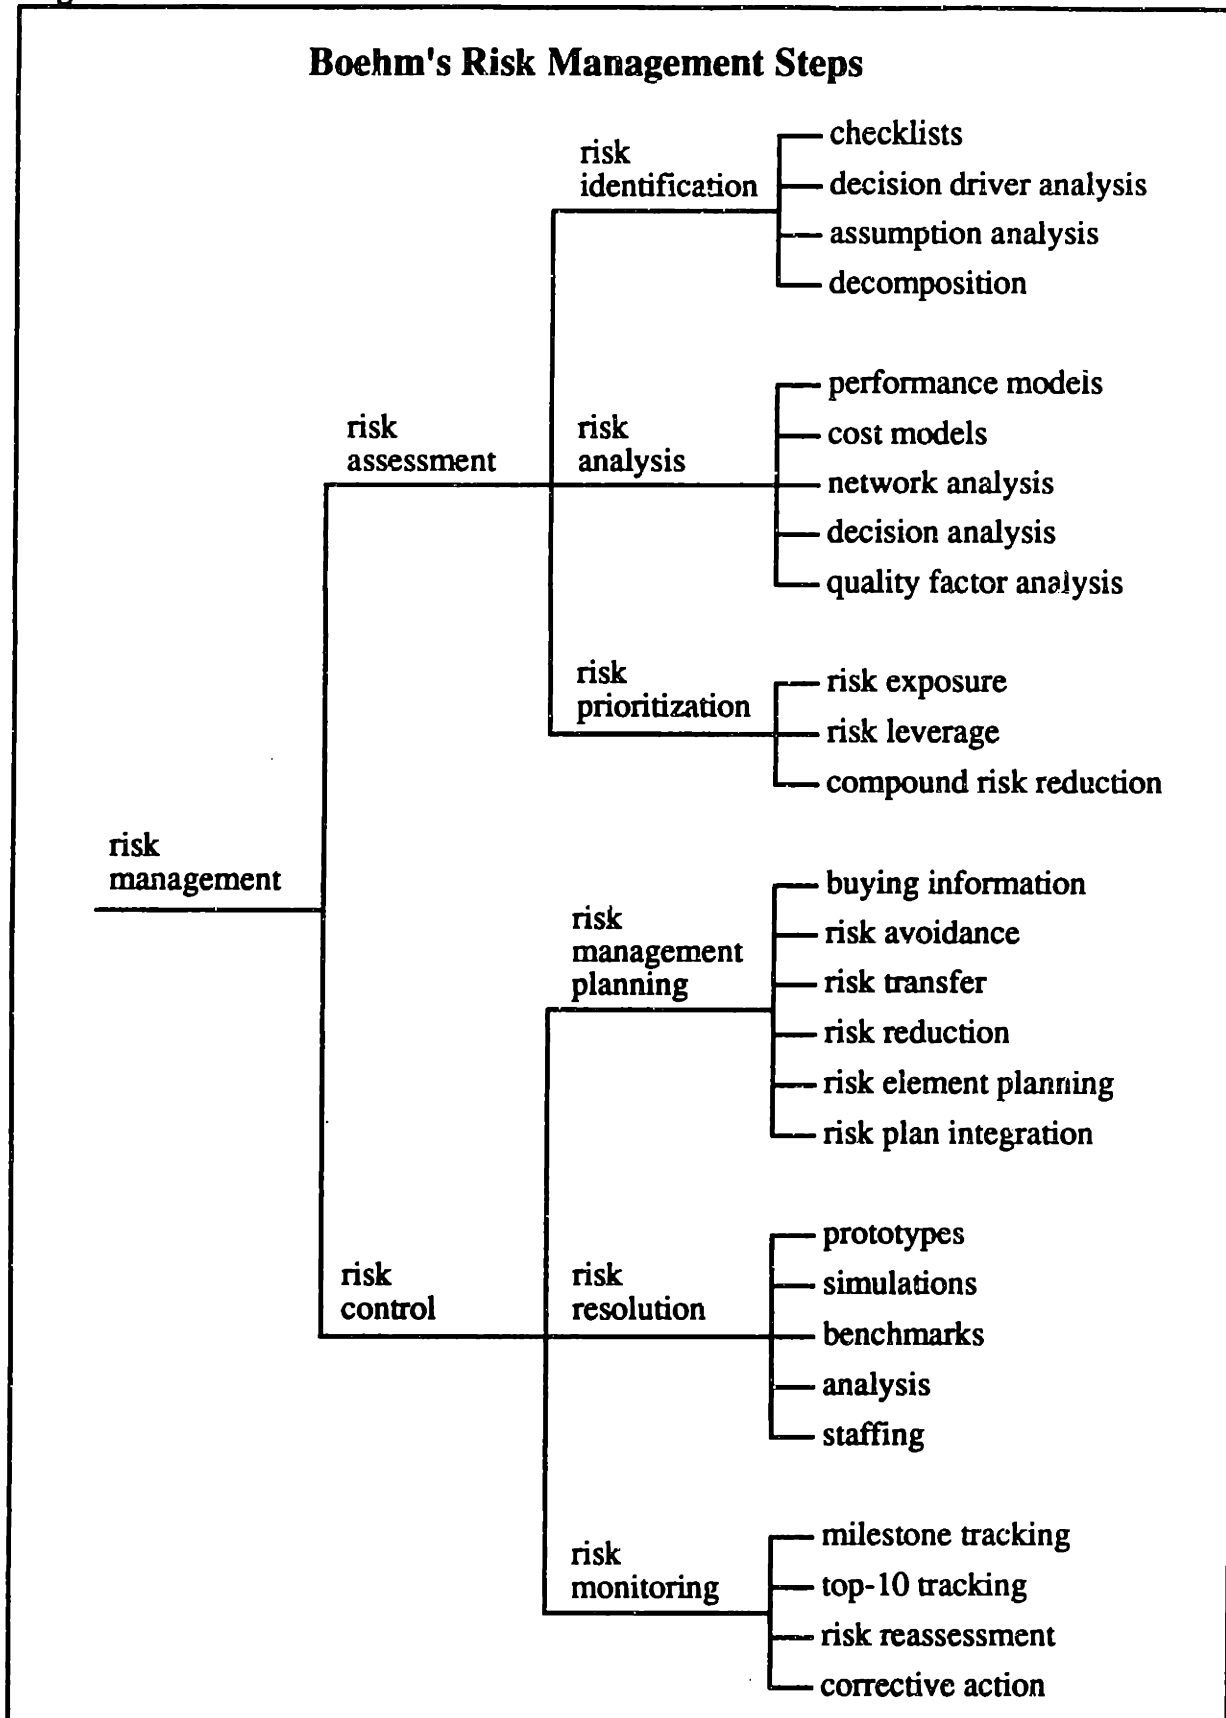 Boehm's Risk Management Steps
risk
identification
checklists
decision driver analysis
assumption analysis
decomposition
risk
assessment
risk
analysis
performance models
cost models
network analysis
decision analysis
quality factor analysis
risk
prioritization
risk exposure
risk leverage
compound risk reduction
risk
management
risk
management
planning
buying information
risk avoidance
risk transfer
risk reduction
risk element planning
risk plan integration
risk
control
risk
resolution
prototypes
simulations
benchmarks
analysis
staffing
risk
monitoring
milestone tracking
top-10 tracking
risk reassessment
corrective action